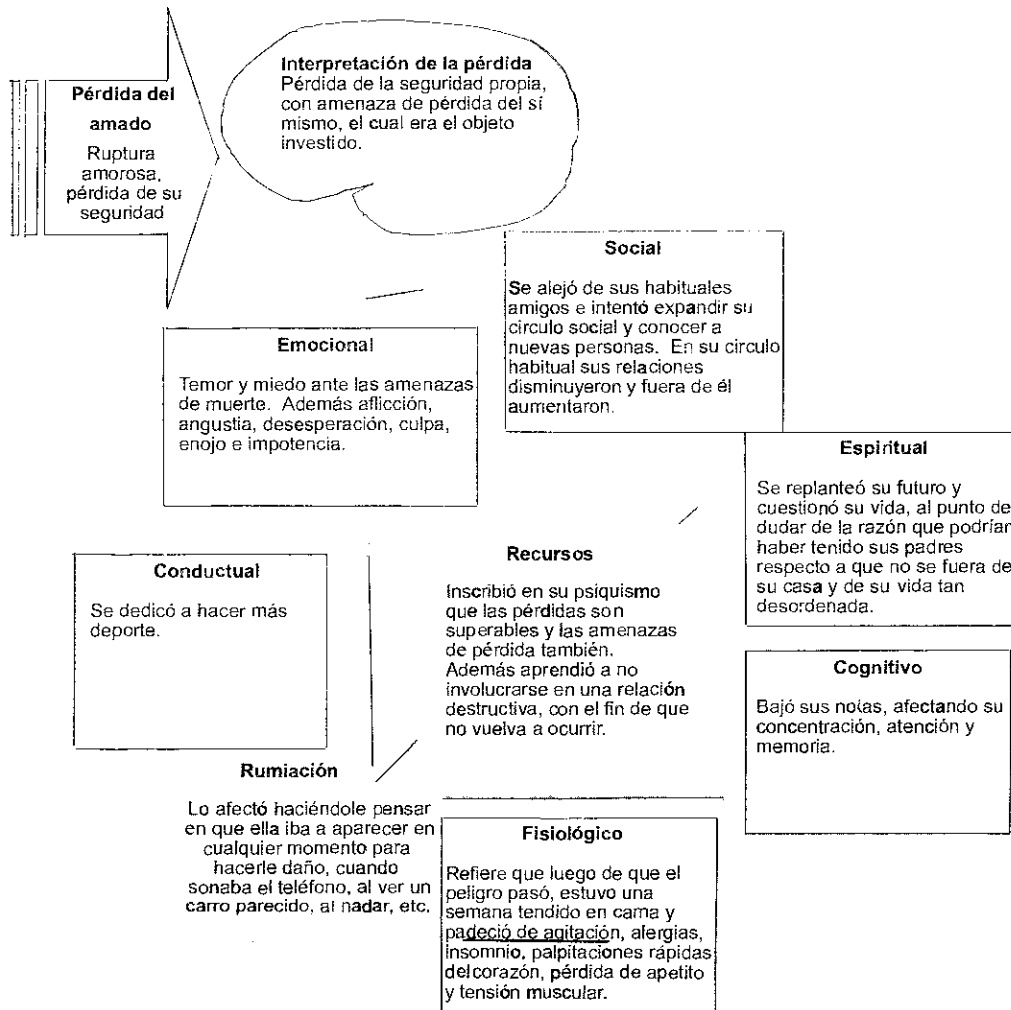 Pérdida del
amado
Ruptura
amorosa,
pérdida de su
seguridad
Interpretación de la pérdida
Pérdida de la seguridad propia,
con amenaza de pérdida del sí
mismo, el cual era el objeto
investido.
Social
Se alejó de sus habituales
amigos e intentó expandir su
circulo social y conocer a
nuevas personas. En su circulo
habitual sus relaciones
disminuyeron y fuera de él
aumentaron.
Emocional
Temor y miedo ante las amenazas
de muerte. Además aflicción,
angustia, desesperación, culpa,
enojo e impotencia.
Espiritual
Se replanteó su futuro y
cuestionó su vida, al punto de
dudar de la razón que podrían
haber tenido sus padres
respecto a que no se fuera de
su casa y de su vida tan
desordenada.
Conductual
Se dedicó a hacer más
deporte.
Recursos
Inscribió en su psiquismo
que las pérdidas son
superables y las amenazas
de pérdida también.
Además aprendió a no
involucrarse en una relación
destructiva, con el fin de que
no vuelva a ocurrir.
Cognitivo
Bajó sus notas, afectando su
concentración, atención y
memoria.
Rumiación
Lo afectó haciéndole pensar
en que ella iba a aparecer en
cualquier momento para
hacerle daño, cuando
sonaba el teléfono, al ver un
carro parecido, al nadar, etc.
Fisiológico
Refiere que luego de que el
peligro pasó, estuvo una
semana tendido en cama y
padeció de agitación, alergias,
insomnio, palpitaciones rápidas
delcorazón, pérdida de apetito
y tensión muscular.